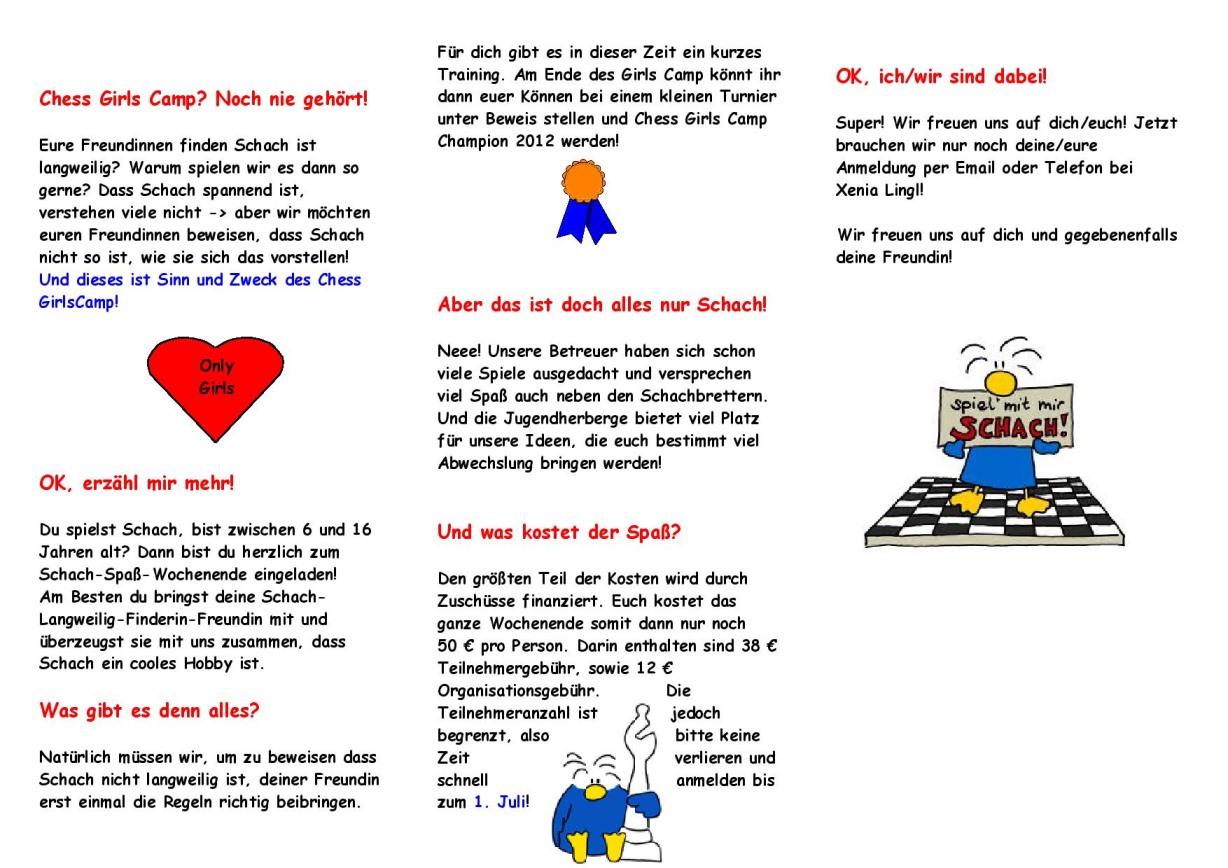 Chess Girls Camp? Noch nie gehört!
Eure Freundinnen finden Schach ist
langweilig? Warum spielen wir es dann so
gerne? Dass Schach spannend ist,
verstehen viele nicht -> aber wir möchten
euren Freundinnen beweisen, dass Schach
nicht so ist, wie sie sich das vorstellen!
Und dieses ist Sinn und Zweck des Chess
GirlsCamp!
Only
Girls
OK, erzähl mir mehr!
Du spielst Schach, bist zwischen 6 und 16
Jahren alt? Dann bist du herzlich zum
Schach-Spaß-Wochenende eingeladen!
Am Besten du bringst deine Schach-
Langweilig-Finderin-Freundin mit und
überzeugst sie mit uns zusammen, dass
Schach ein cooles Hobby ist.
Was gibt es denn alles?
Natürlich müssen wir, um zu beweisen dass
Schach nicht langweilig ist, deiner Freundin
erst einmal die Regeln richtig beibringen.
Für dich gibt es in dieser Zeit ein kurzes
Training. Am Ende des Girls Camp könnt ihr
dann euer Können bei einem kleinen Turnier
unter Beweis stellen und Chess Girls Camp
Champion 2012 werden!
Aber das ist doch alles nur Schach!
Neee! Unsere Betreuer haben sich schon
viele Spiele ausgedacht und versprechen
viel Spaß auch neben den Schachbrettern.
Und die Jugendherberge bietet viel Platz
für unsere Ideen, die euch bestimmt viel
Abwechslung bringen werden!
Und was kostet der Spaß?
Den größten Teil der Kosten wird durch
Zuschüsse finanziert. Euch kostet das
ganze Wochenende somit dann nur noch
50 € pro Person. Darin enthalten sind 38 €
Teilnehmergebühr, sowie 12 €
Organisationsgebühr. Die
Teilnehmeranzahl ist jedoch
begrenzt, also bitte keine
Zeit verlieren und
schnell anmelden bis
zum 1. Juli!
OK, ich/wir sind dabei!
Super! Wir freuen uns auf dich/euch! Jetzt
brauchen wir nur noch deine/eure
Anmeldung per Email oder Telefon bei
Xenia Lingl!
Wir freuen uns auf dich und gegebenenfalls
deine Freundin!
spiel' mit mir
SCHACH!